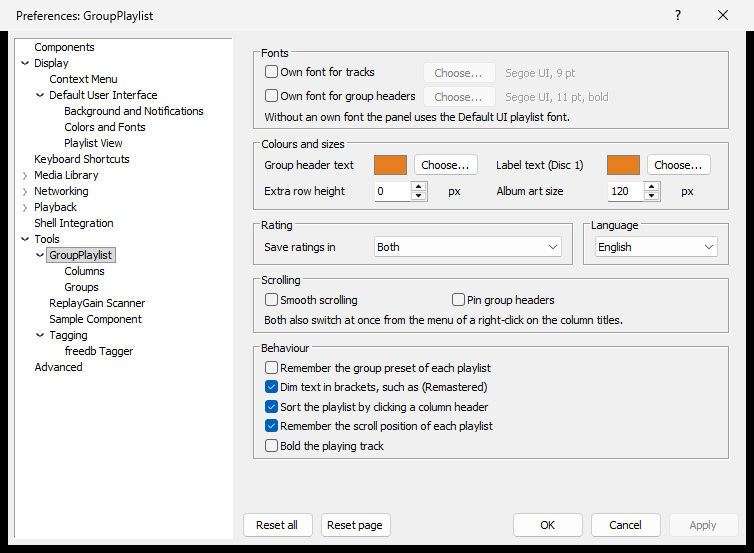 Preferences: GroupPlaylist
?
Components
Display
Context Menu
Default User Interface
Background and Notifications
Colors and Fonts
Playlist View
Keyboard Shortcuts
Media Library
Networking
Playback
Shell Integration
Tools
GroupPlaylist
Columns
Groups
ReplayGain Scanner
Sample Component
Tagging
freedb Tagger
Advanced
Fonts
Own font for tracks Choose... Segoe UI, 9 pt
Own font for group headers Choose... Segoe UI, 11 pt, bold
Without an own font the panel uses the Default UI playlist font.
Colours and sizes
Group header text Choose... Label text (Disc 1) Choose...
Extra row height 0 px Album art size 120 px
Rating
Save ratings in Both
Language
English
Scrolling
Smooth scrolling Pin group headers
Both also switch at once from the menu of a right-click on the column titles.
Behaviour
Remember the group preset of each playlist
Dim text in brackets, such as (Remastered)
Sort the playlist by clicking a column header
Remember the scroll position of each playlist
Bold the playing track
Reset all Reset page OK Cancel Apply